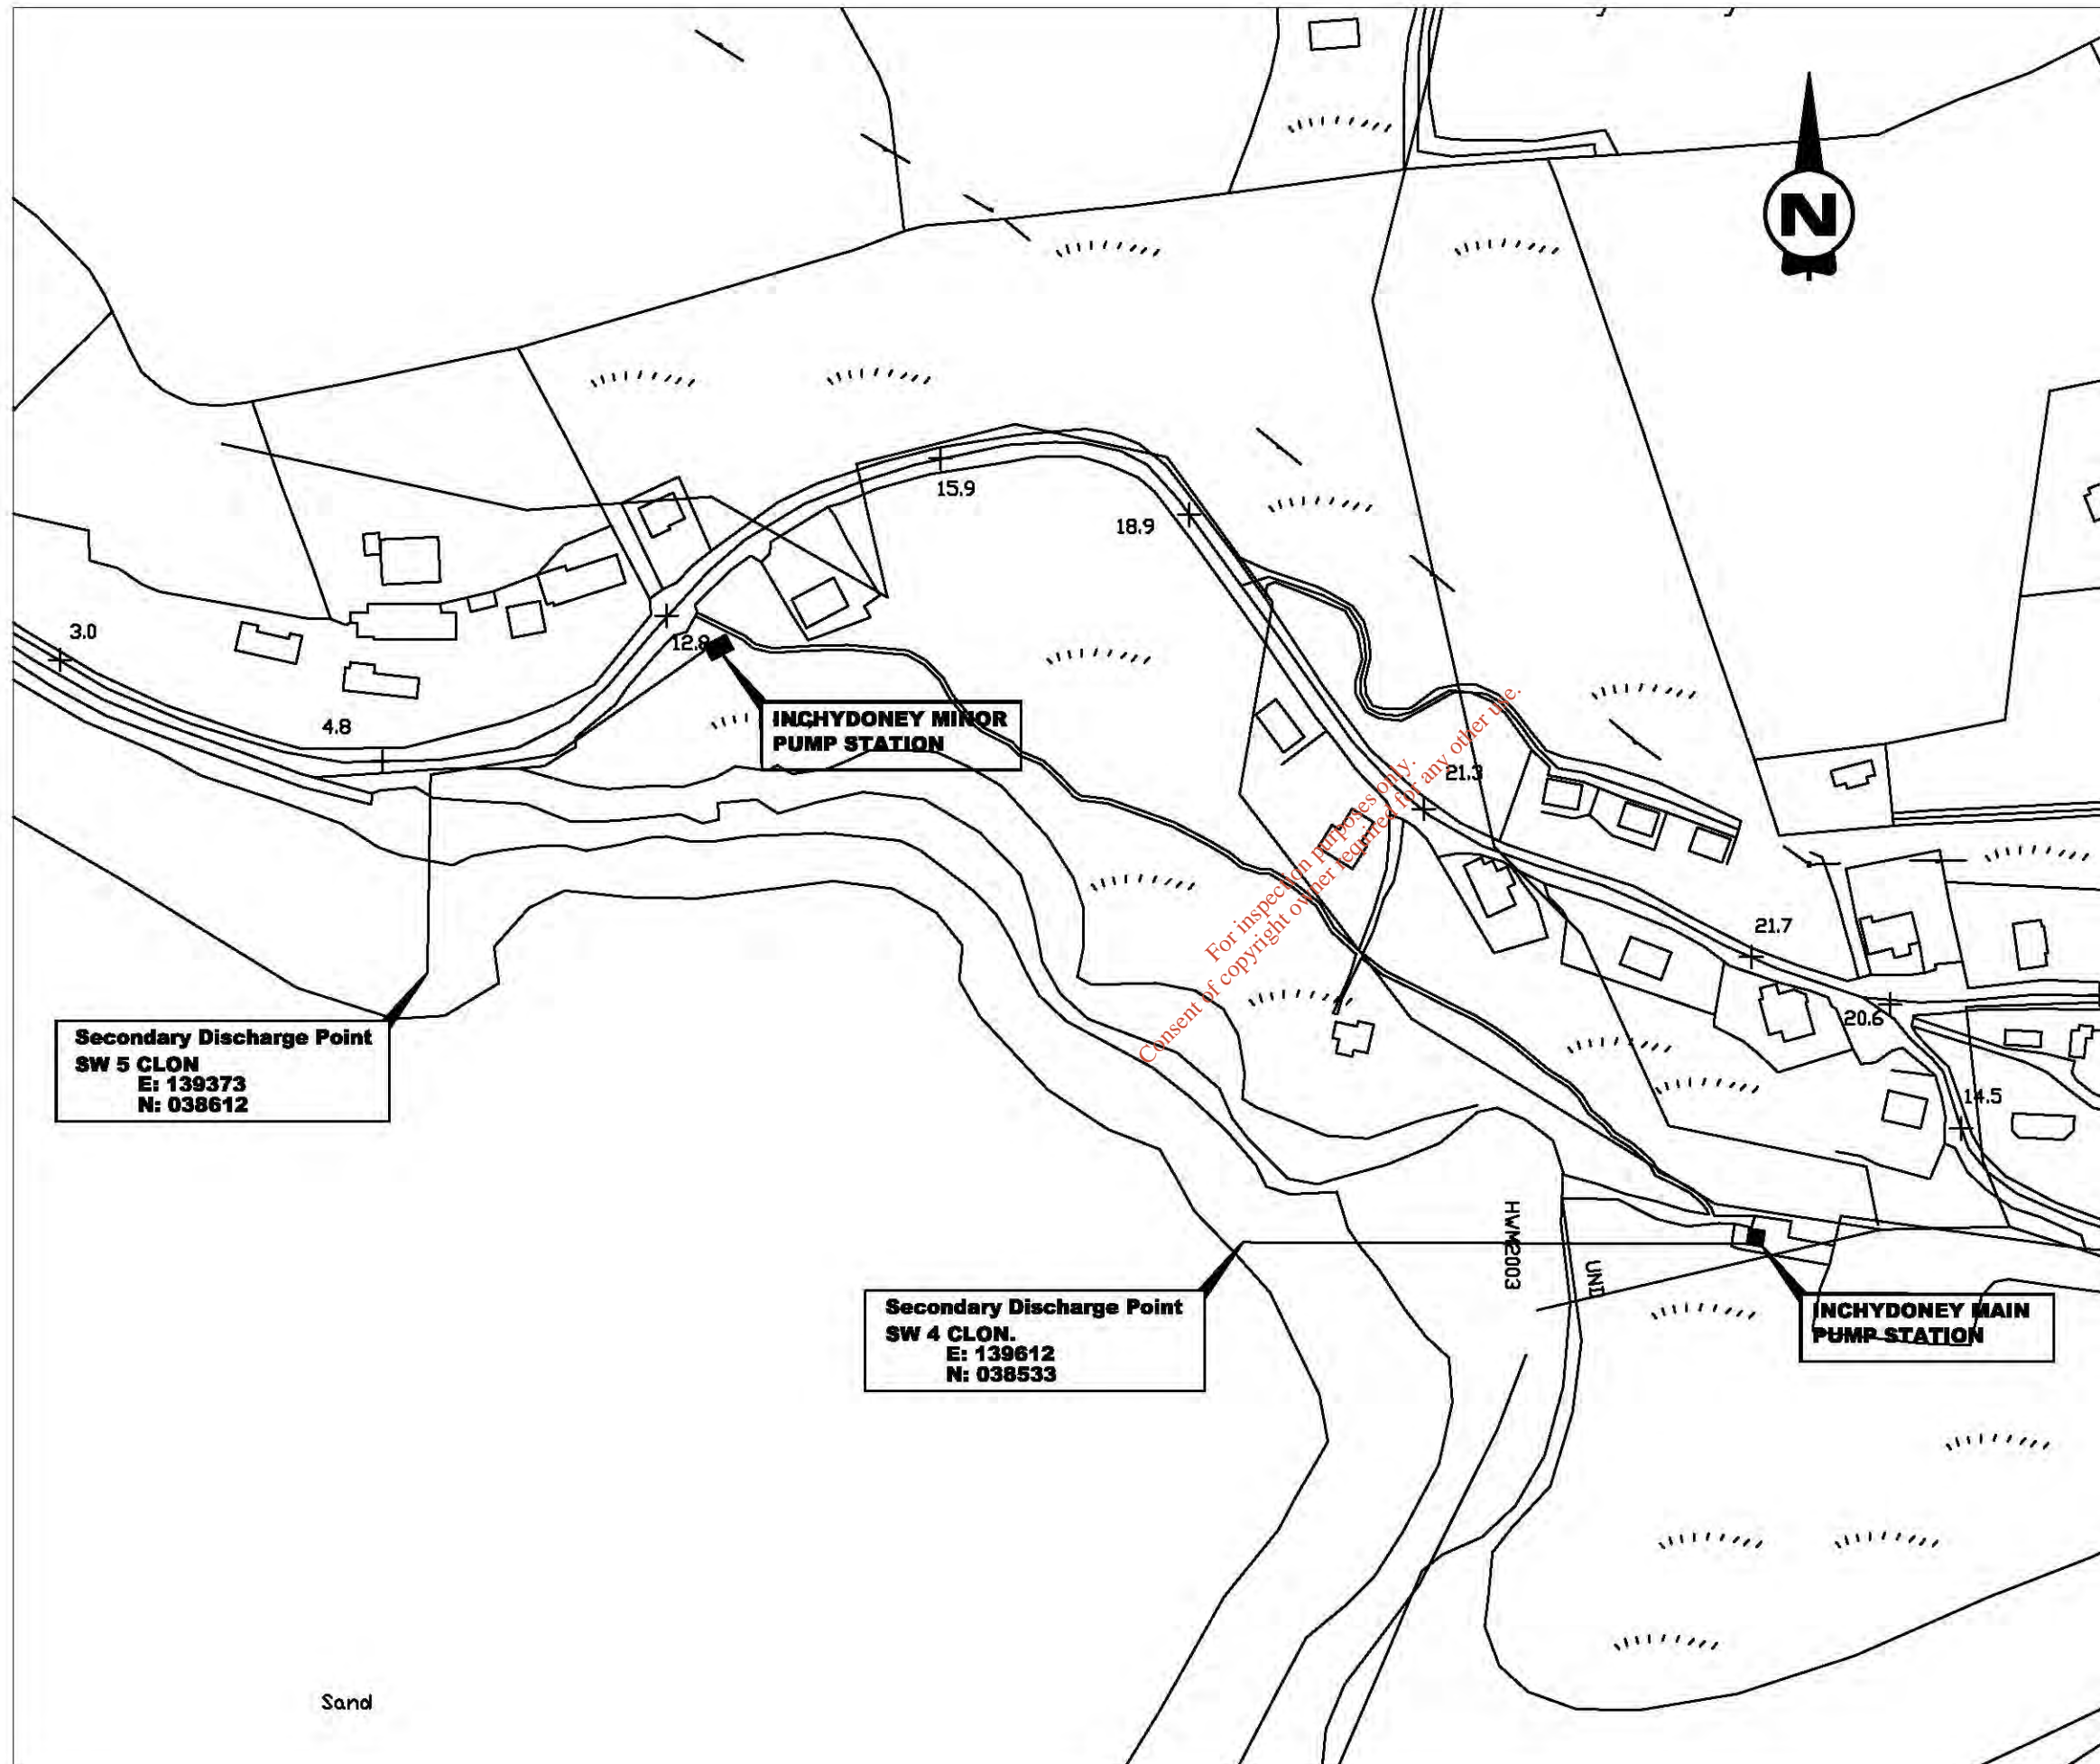 N
15.9
18.9
3.0
12.8
4.8
INCHYDONEY MINOR
PUMP STATION
21.3
21.7
20.6
14.5
For inspection purposes only.
Consent of copyright owner required for any other use.
Secondary Discharge Point
SW 5 CLON
E: 139373
N: 038612
HWM2003
UND
Secondary Discharge Point
SW 4 CLON.
E: 139612
N: 038533
INCHYDONEY MAIN
PUMP STATION
Sand